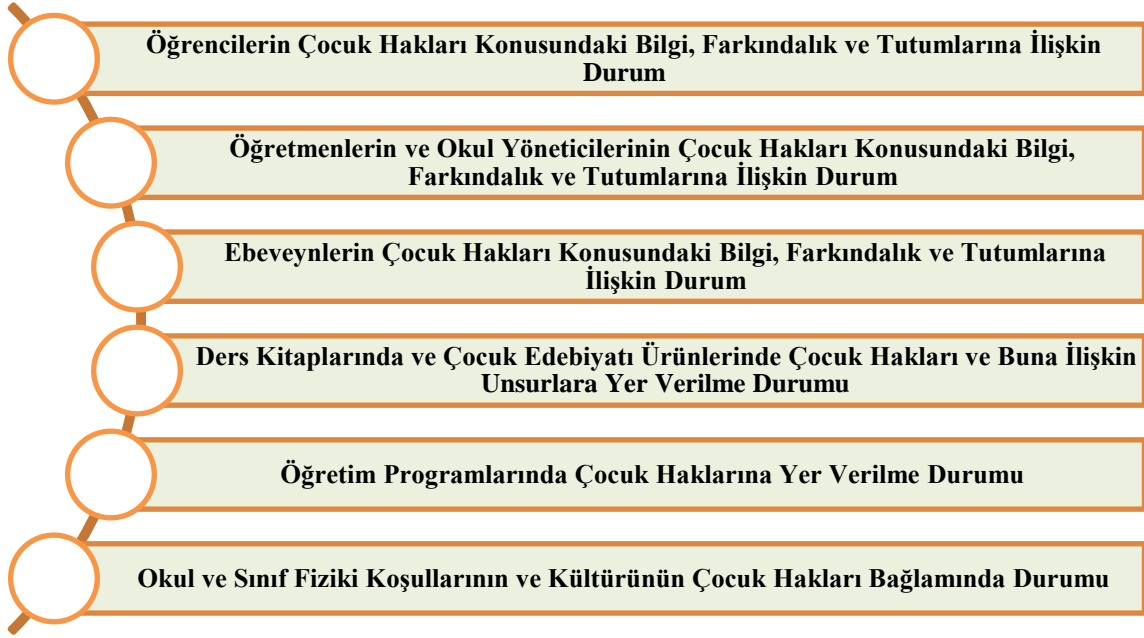 Öğrencilerin Çocuk Hakları Konusundaki Bilgi, Farkındalık ve Tutumlarına İlişkin
Durum
Öğretmenlerin ve Okul Yöneticilerinin Çocuk Hakları Konusundaki Bilgi,
Farkındalık ve Tutumlarına İlişkin Durum
Ebeveynlerin Çocuk Hakları Konusundaki Bilgi, Farkındalık ve Tutumlarına
İlişkin Durum
Ders Kitaplarında ve Çocuk Edebiyatı Ürünlerinde Çocuk Hakları ve Buna İlişkin
Unsurlara Yer Verilme Durumu
Öğretim Programlarında Çocuk Haklarına Yer Verilme Durumu
Okul ve Sınıf Fiziki Koşullarının ve Kültürünün Çocuk Hakları Bağlamında Durumu